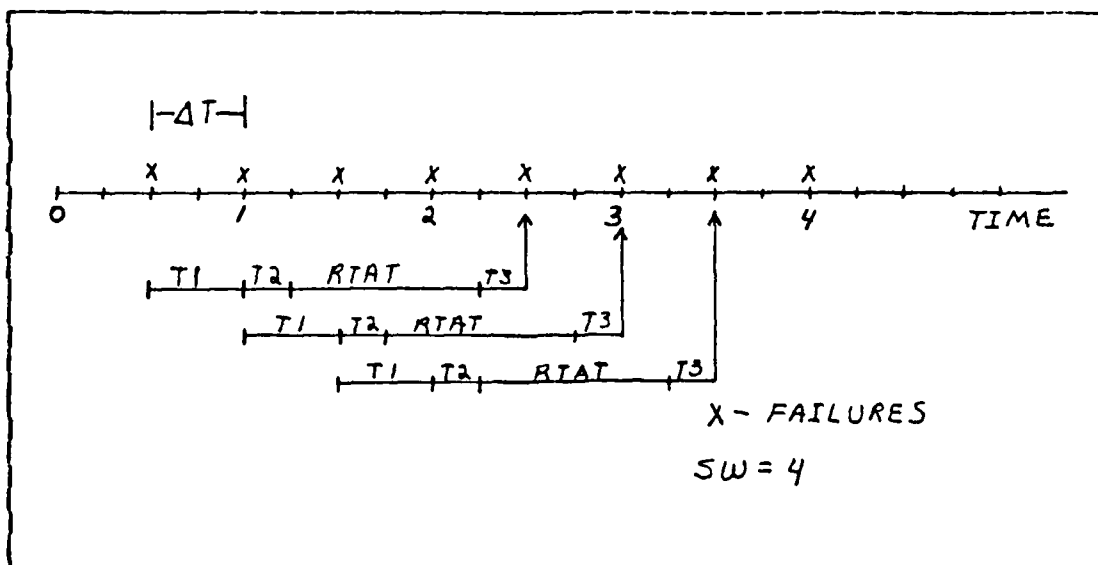 |-ΔT-|
X X X X X X X X
0 1 2 3 4 TIME
T1 T2 RTAT T3
T1 T2 RTAT T3
T1 T2 RTAT T3
X - FAILURES
SW = 4